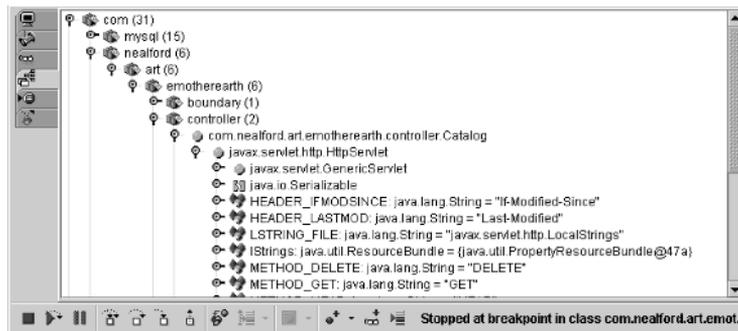 com (31)
mysql (15)
nealford (6)
art (6)
emotherearth (6)
boundary (1)
controller (2)
com.nealford.art.emotherearth.controller.Catalog
javax.servlet.http.HttpServlet
javax.servlet.GenericServlet
java.io.Serializable
HEADER_IFMODSINCE: java.lang.String = "If-Modified-Since"
HEADER_LASTMOD: java.lang.String = "Last-Modified"
LSTRING_FILE: java.lang.String = "javax.servlet.http.LocalStrings"
lStrings: java.util.ResourceBundle = {java.util.PropertyResourceBundle@47a}
METHOD_DELETE: java.lang.String = "DELETE"
METHOD_GET: java.lang.String = "GET"
Stopped at breakpoint in class com.nealford.art.emot